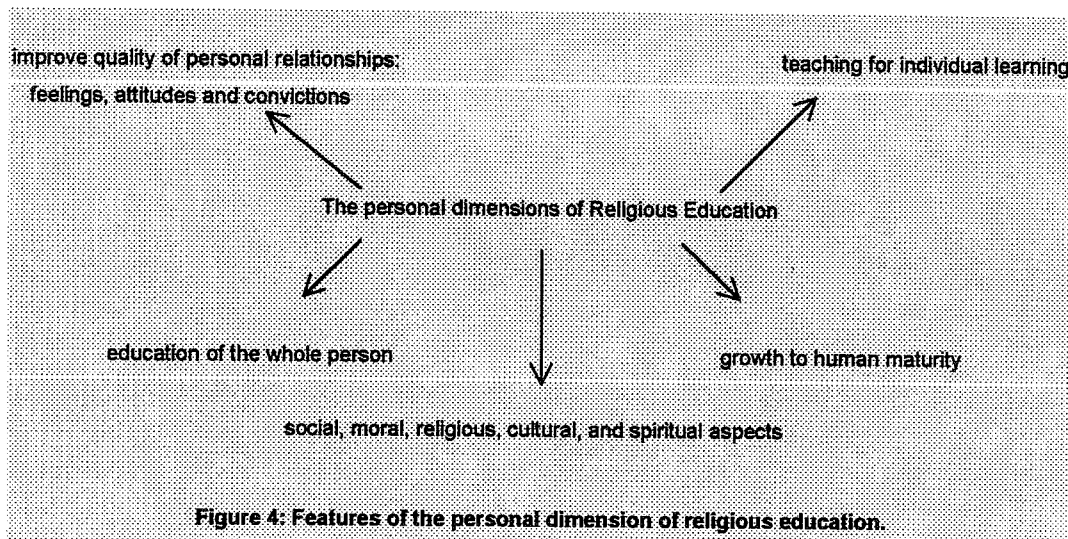 improve quality of personal relationships:
feelings, attitudes and convictions
teaching for individual learning
The personal dimensions of Religious Education
education of the whole person
growth to human maturity
social, moral, religious, cultural, and spiritual aspects
Figure 4: Features of the personal dimension of religious education.